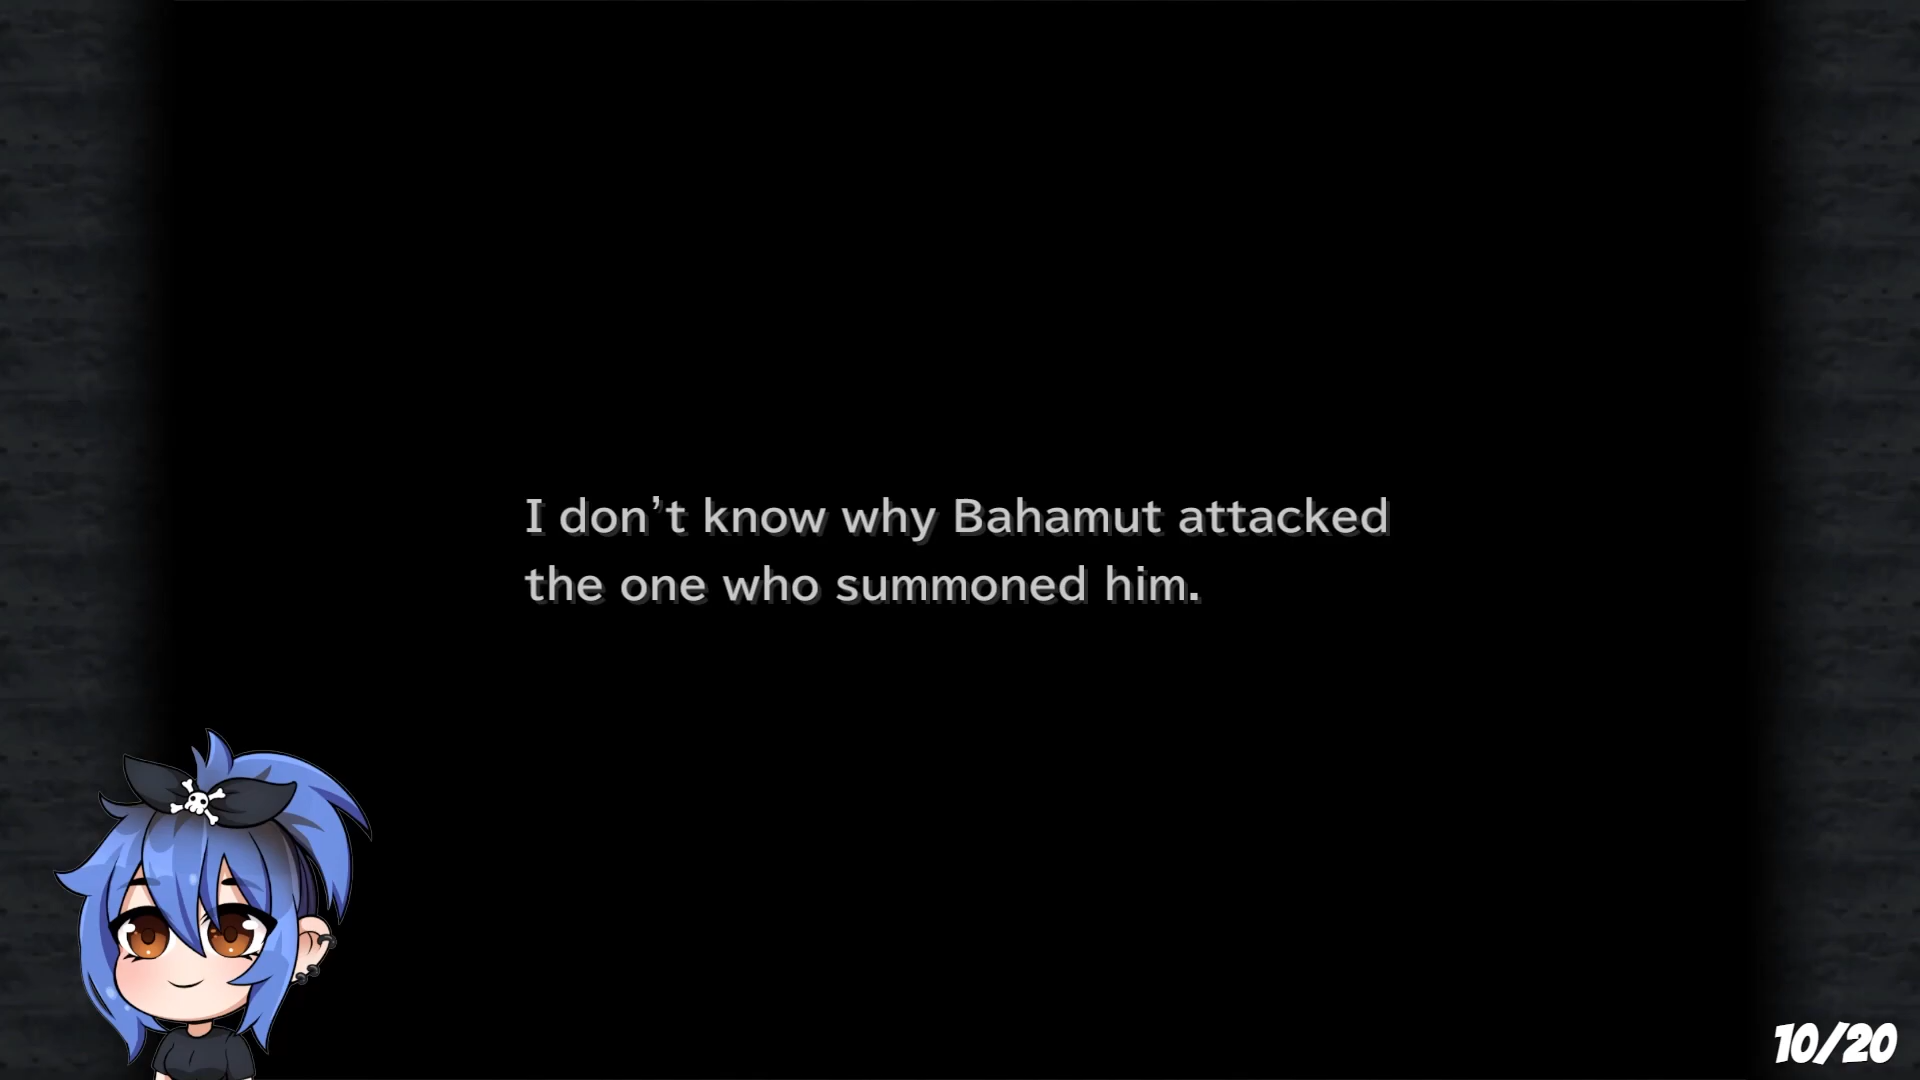 I don’t know why Bahamut attacked
the one who summoned him.
10/20